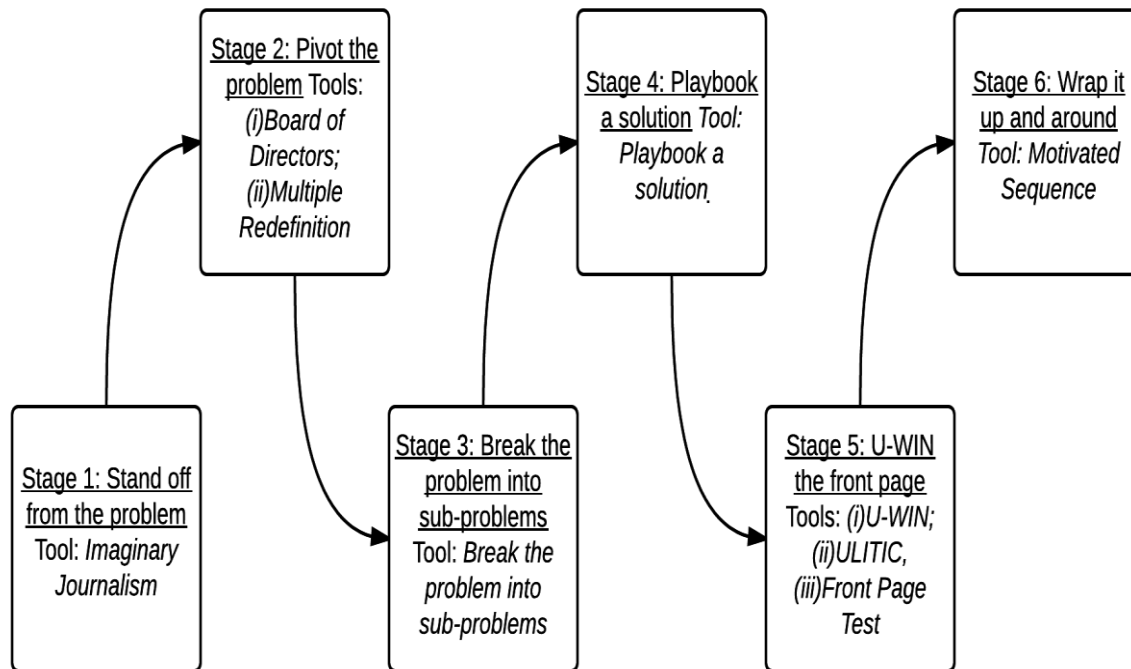 Stage 1: Stand off
from the problem
Tool: Imaginary
Journalism
Stage 2: Pivot the
problem Tools:
(i)Board of
Directors;
(ii)Multiple
Redefinition
Stage 3: Break the
problem into
sub-problems
Tool: Break the
problem into
sub-problems
Stage 4: Playbook
a solution Tool:
Playbook a
solution.
Stage 5: U-WIN
the front page
Tools: (i)U-WIN;
(ii)ULITIC,
(iii)Front Page
Test
Stage 6: Wrap it
up and around
Tool: Motivated
Sequence